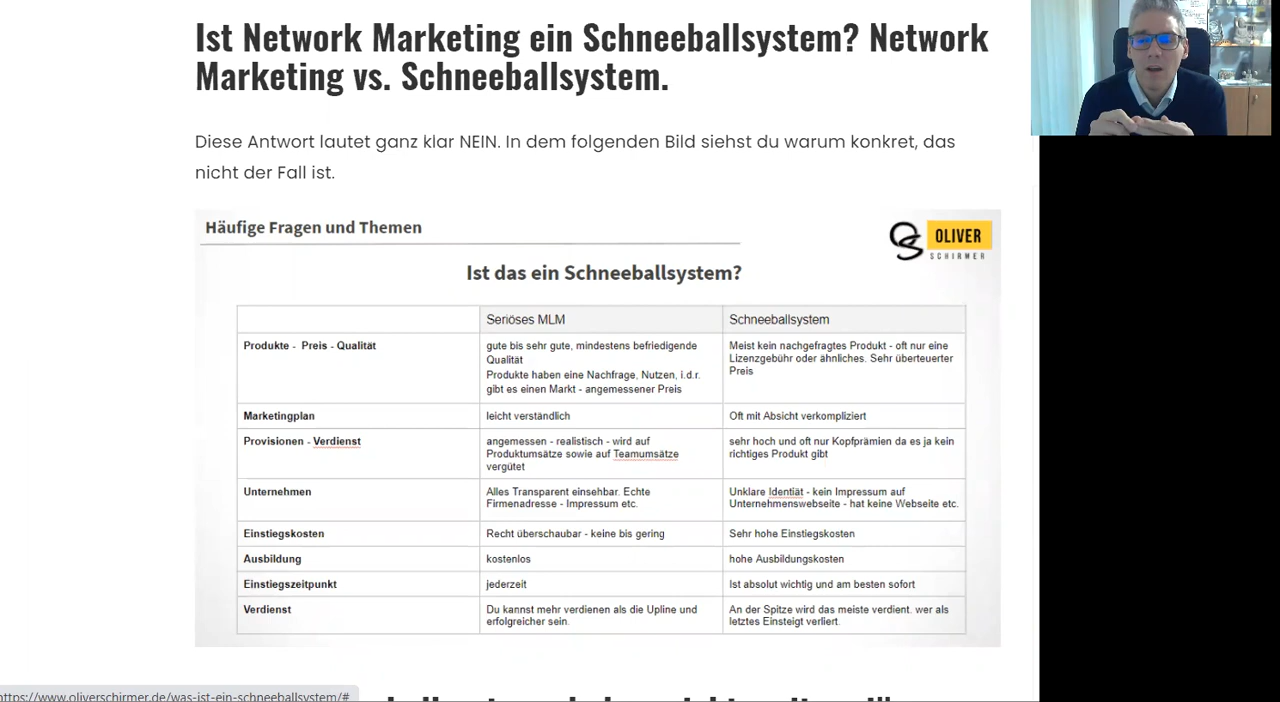 Ist Network Marketing ein Schneeballsystem? Network
Marketing vs. Schneeballsystem.
Diese Antwort lautet ganz klar NEIN. In dem folgenden Bild siehst du warum konkret, das
nicht der Fall ist.
Häufige Fragen und Themen
OLIVER
SCHIRMER
Ist das ein Schneeballsystem?
Seriöses MLM
Schneeballsystem
Produkte - Preis - Qualität
gute bis sehr gute, mindestens befriedigende
Qualität
Produkte haben eine Nachfrage, Nutzen, i.d.r.
gibt es einen Markt - angemessener Preis
Meist kein nachgefragtes Produkt - oft nur eine
Lizenzgebühr oder ähnliches. Sehr überteuerter
Preis
Marketingplan
leicht verständlich
Oft mit Absicht verkompliziert
Provisionen - Verdienst
angemessen - realistisch - wird auf
Produktumsätze sowie auf Teamumsätze
vergütet
sehr hoch und oft nur Kopfprämien da es ja kein
richtiges Produkt gibt
Unternehmen
Alles Transparent einsehbar. Echte
Firmenadresse - Impressum etc.
Unklare Identiät - kein Impressum auf
Unternehmenswebseite - hat keine Webseite etc.
Einstiegskosten
Recht überschaubar - keine bis gering
Sehr hohe Einstiegskosten
Ausbildung
kostenlos
hohe Ausbildungskosten
Einstiegszeitpunkt
jederzeit
Ist absolut wichtig und am besten sofort
Verdienst
Du kannst mehr verdienen als die Upline und
erfolgreicher sein.
An der Spitze wird das meiste verdient. wer als
letztes Einsteigt verliert.
https://www.oliverschirmer.de/was-ist-ein-schneeballsystem/#